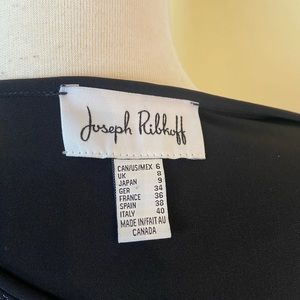 Joseph Ribkoff
CAN/US/MEX 6
UK 8
JAPAN 9
GER 34
FRANCE 36
SPAIN 38
ITALY 40
MADE IN/FAIT AU
CANADA